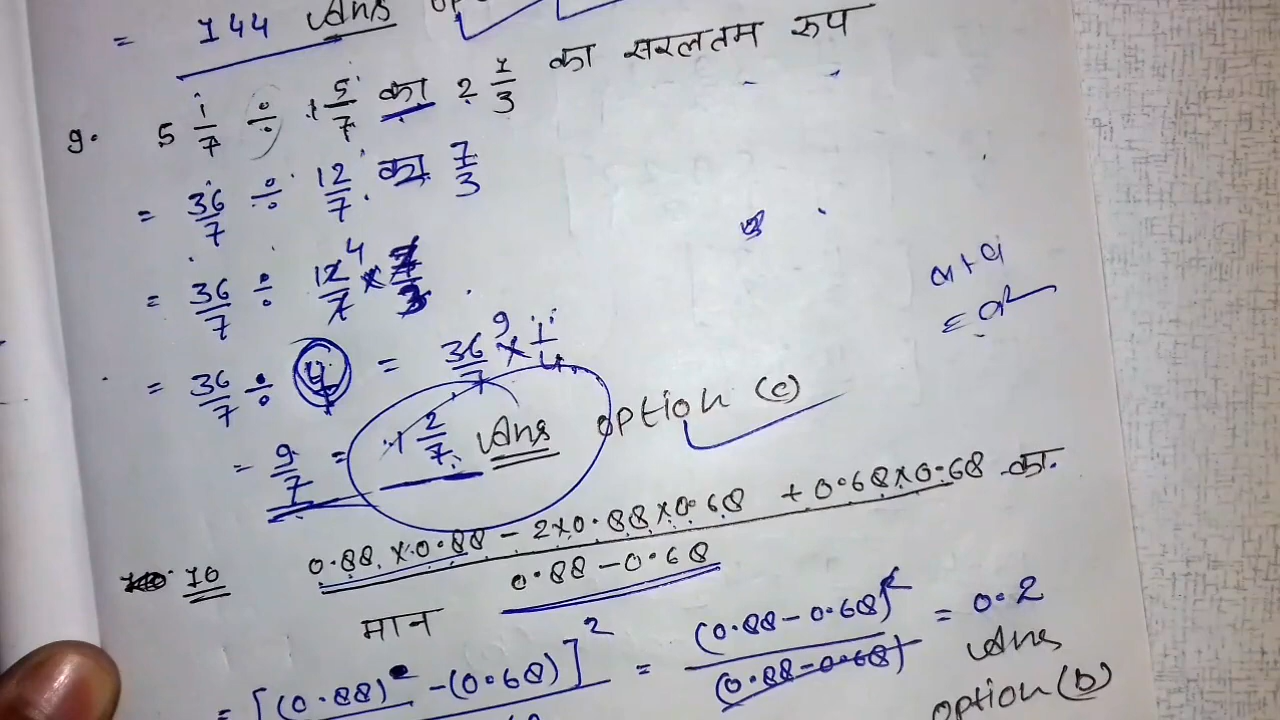 = 144 Ans
9. 5 1/7 ÷ 1 5/7 का 2 1/3 का सरलतम रुप
= 36/7 ÷ 12/7 का 7/3
= 36/7 ÷ 12/7 4 × 7/3
a+a
= a²
= 36/7 ÷ 4 = 36/7 9 × 1/4
= 9/7 = 1 2/7 Ans option (c)
10 0.88 × 0.88 - 2×0.88×0.68 + 0.68×0.68 का
0.88 - 0.68
मान
= [(0.88) - (0.68)]² = (0.88 - 0.68)² / (0.88 - 0.68) = 0.2
Ans
option (b)